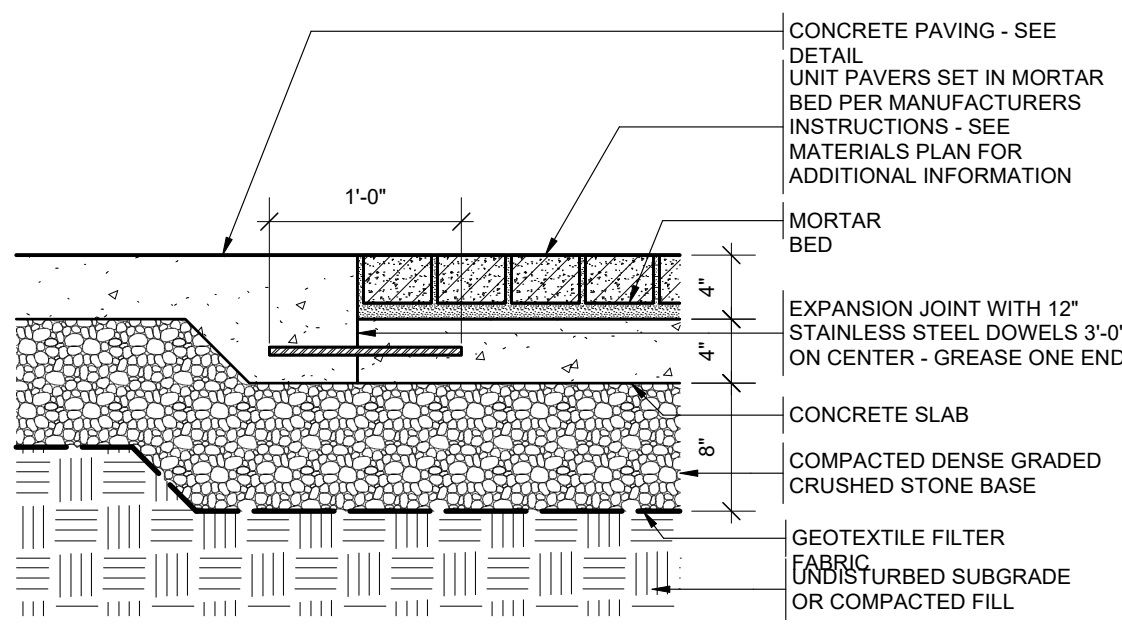 CONCRETE PAVING - SEE
DETAIL
UNIT PAVERS SET IN MORTAR
BED PER MANUFACTURERS
INSTRUCTIONS - SEE
MATERIALS PLAN FOR
ADDITIONAL INFORMATION
1'-0"
MORTAR
BED
4"
EXPANSION JOINT WITH 12"
STAINLESS STEEL DOWELS 3'-0"
ON CENTER - GREASE ONE END
4"
CONCRETE SLAB
8"
COMPACTED DENSE GRADED
CRUSHED STONE BASE
GEOTEXTILE FILTER
FABRIC
UNDISTURBED SUBGRADE
OR COMPACTED FILL